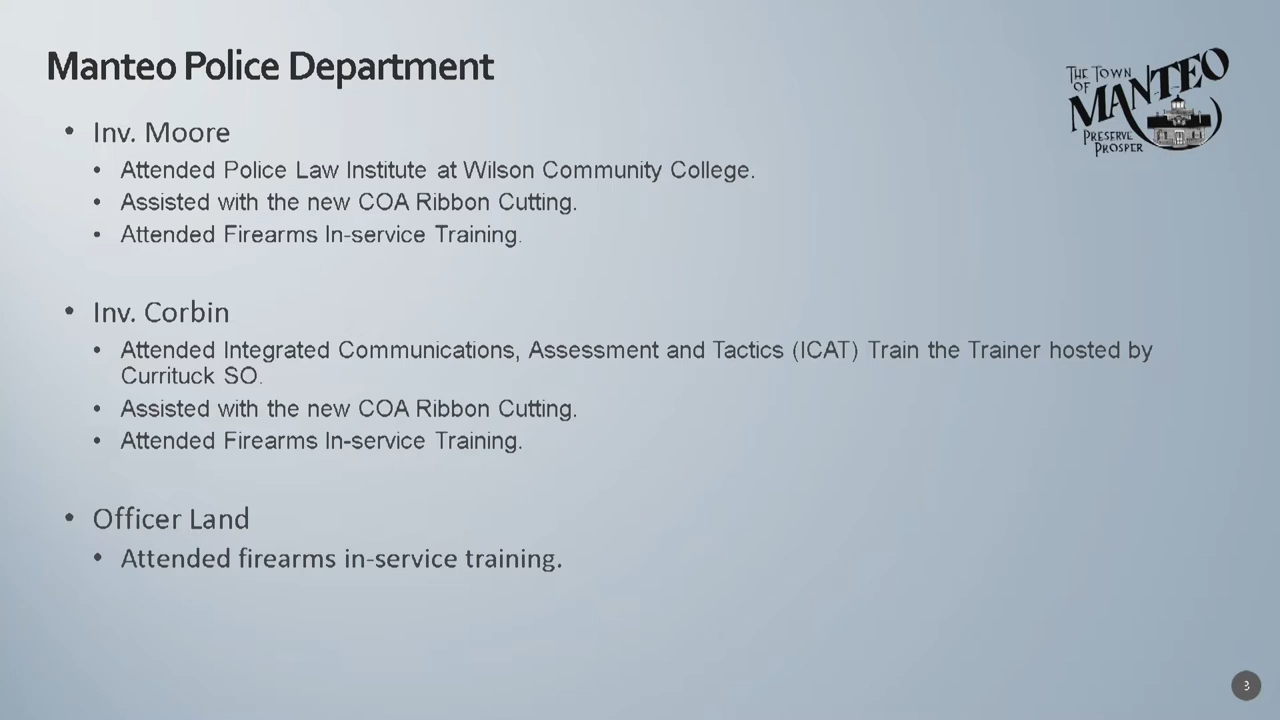 Manteo Police Department
THE TOWN
OF
MANTEO
PRESERVE
PROSPER
• Inv. Moore
• Attended Police Law Institute at Wilson Community College.
• Assisted with the new COA Ribbon Cutting.
• Attended Firearms In-service Training.
• Inv. Corbin
• Attended Integrated Communications, Assessment and Tactics (ICAT) Train the Trainer hosted by
Currituck SO.
• Assisted with the new COA Ribbon Cutting.
• Attended Firearms In-service Training.
• Officer Land
• Attended firearms in-service training.
3